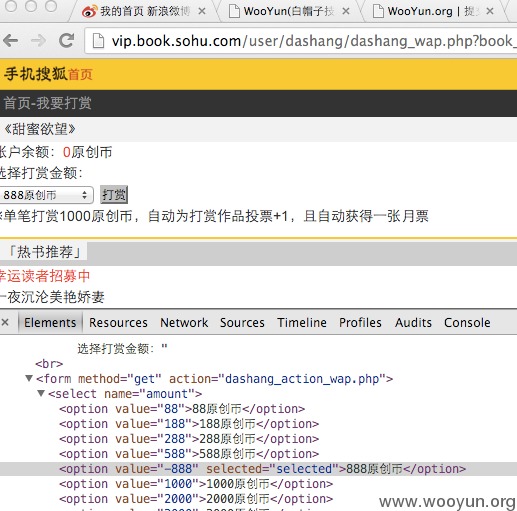 我的首页 新浪微博
WooYun(白帽子技
WooYun.org | 提
vip.book.sohu.com/user/dashang/dashang_wap.php?book_
手机搜狐首页
首页-我要打赏
《甜蜜欲望》
账户余额：0原创币
选择打赏金额：
888原创币 打赏
*单笔打赏1000原创币，自动为打赏作品投票+1，且自动获得一张月票
「热书推荐」
幸运读者招募中
一夜沉沦美艳娇妻
× Elements Resources Network Sources Timeline Profiles Audits Console
选择打赏金额："
<br>
▼<form method="get" action="dashang_action_wap.php">
▼<select name="amount">
<option value="88">88原创币</option>
<option value="188">188原创币</option>
<option value="288">288原创币</option>
<option value="588">588原创币</option>
<option value="-888" selected="selected">888原创币</option>
<option value="1000">1000原创币</option>
<option value="2000">2000原创币</option>
www.wooyun.org